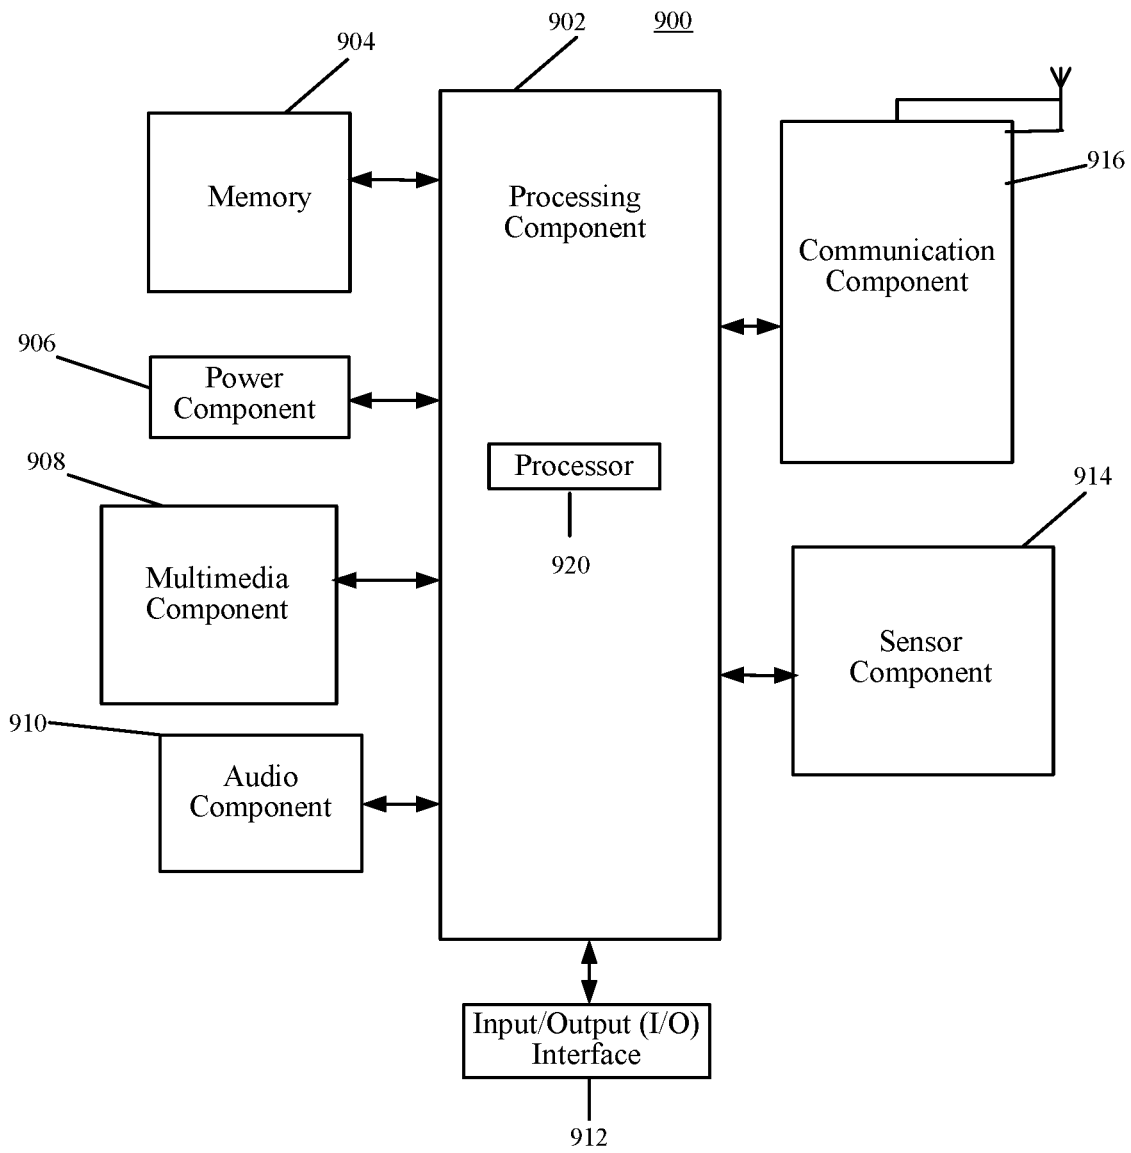 902
900
904
916
Memory
Processing
Component
Communication
Component
906
Power
Component
908
Processor
914
920
Multimedia
Component
Sensor
Component
910
Audio
Component
Input/Output (I/O)
Interface
912